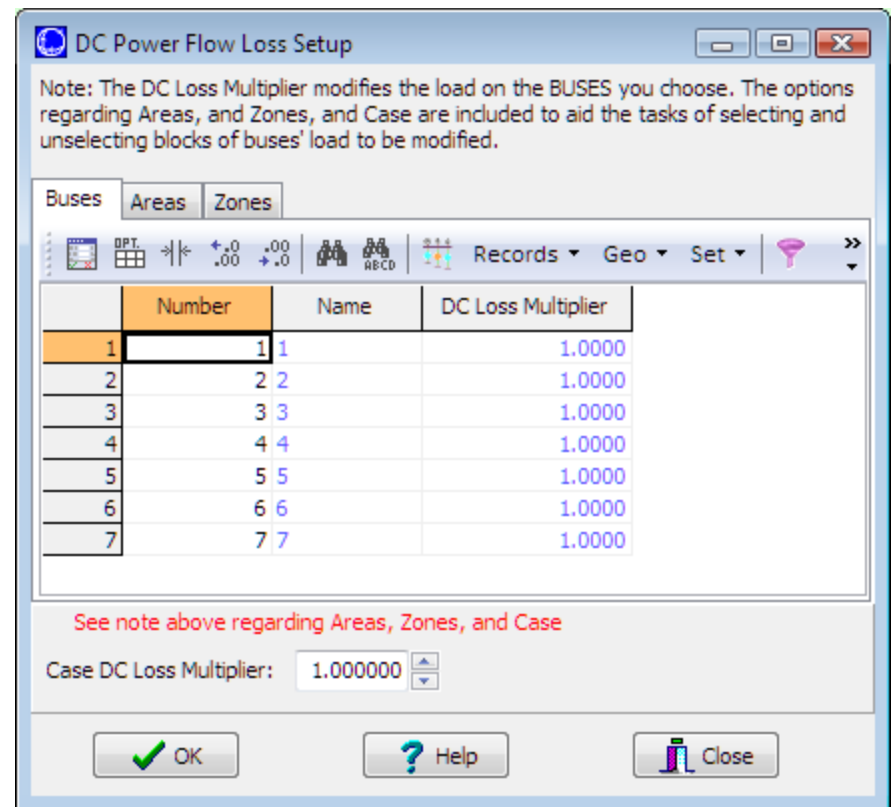 DC Power Flow Loss Setup
Note: The DC Loss Multiplier modifies the load on the BUSES you choose. The options
regarding Areas, and Zones, and Case are included to aid the tasks of selecting and
unselecting blocks of buses' load to be modified.
Buses Areas Zones
OPT. .0 .00 .00 .0 ABCD Records Geo Set
Number Name DC Loss Multiplier
1 1 1 1.0000
2 2 2 1.0000
3 3 3 1.0000
4 4 4 1.0000
5 5 5 1.0000
6 6 6 1.0000
7 7 7 1.0000
See note above regarding Areas, Zones, and Case
Case DC Loss Multiplier: 1.000000
OK ? Help Close